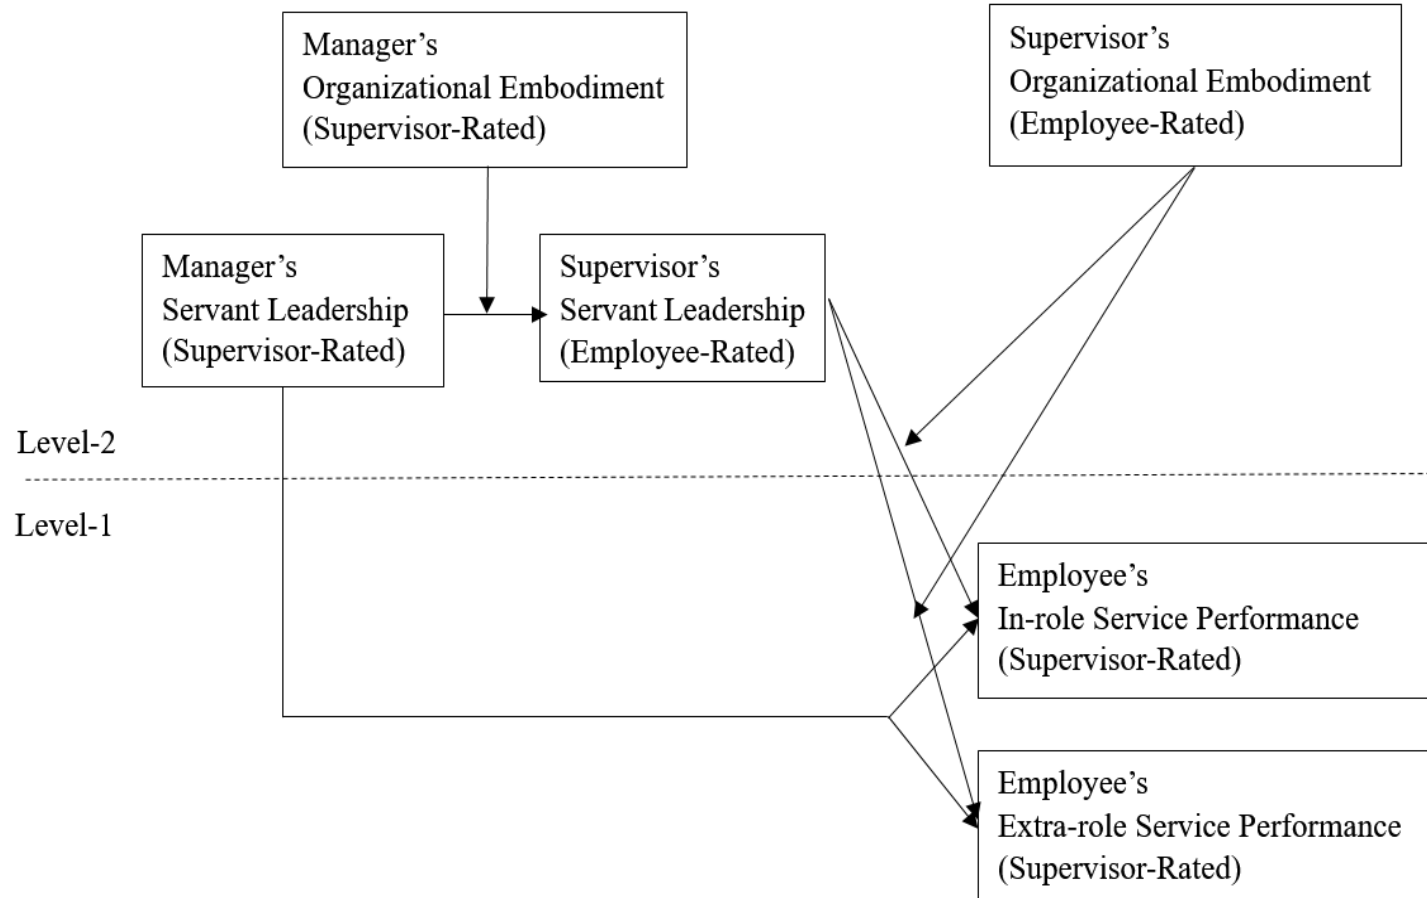 Manager’s
Organizational Embodiment
(Supervisor-Rated)
Supervisor’s
Organizational Embodiment
(Employee-Rated)
Manager’s
Servant Leadership
(Supervisor-Rated)
Supervisor’s
Servant Leadership
(Employee-Rated)
Level-2
Level-1
Employee’s
In-role Service Performance
(Supervisor-Rated)
Employee’s
Extra-role Service Performance
(Supervisor-Rated)